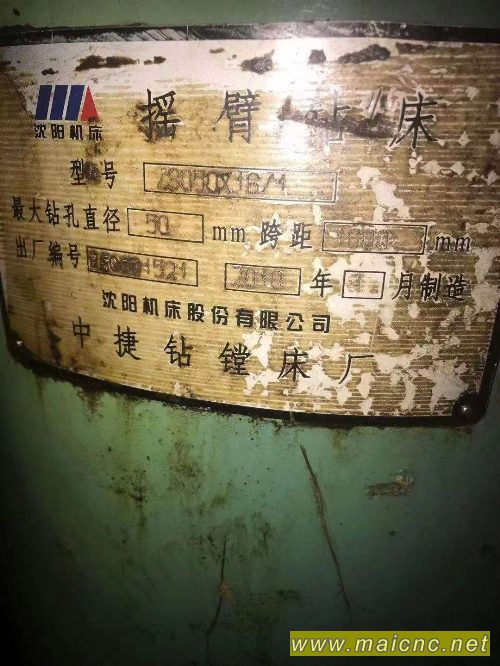 沈阳机床
摇臂钻床
型号 Z3050X16/1
最大钻孔直径 50 mm 跨距 mm
出厂编号 2010 年 月制造
沈阳机床股份有限公司
中捷钻镗床厂
www.maicnc.net